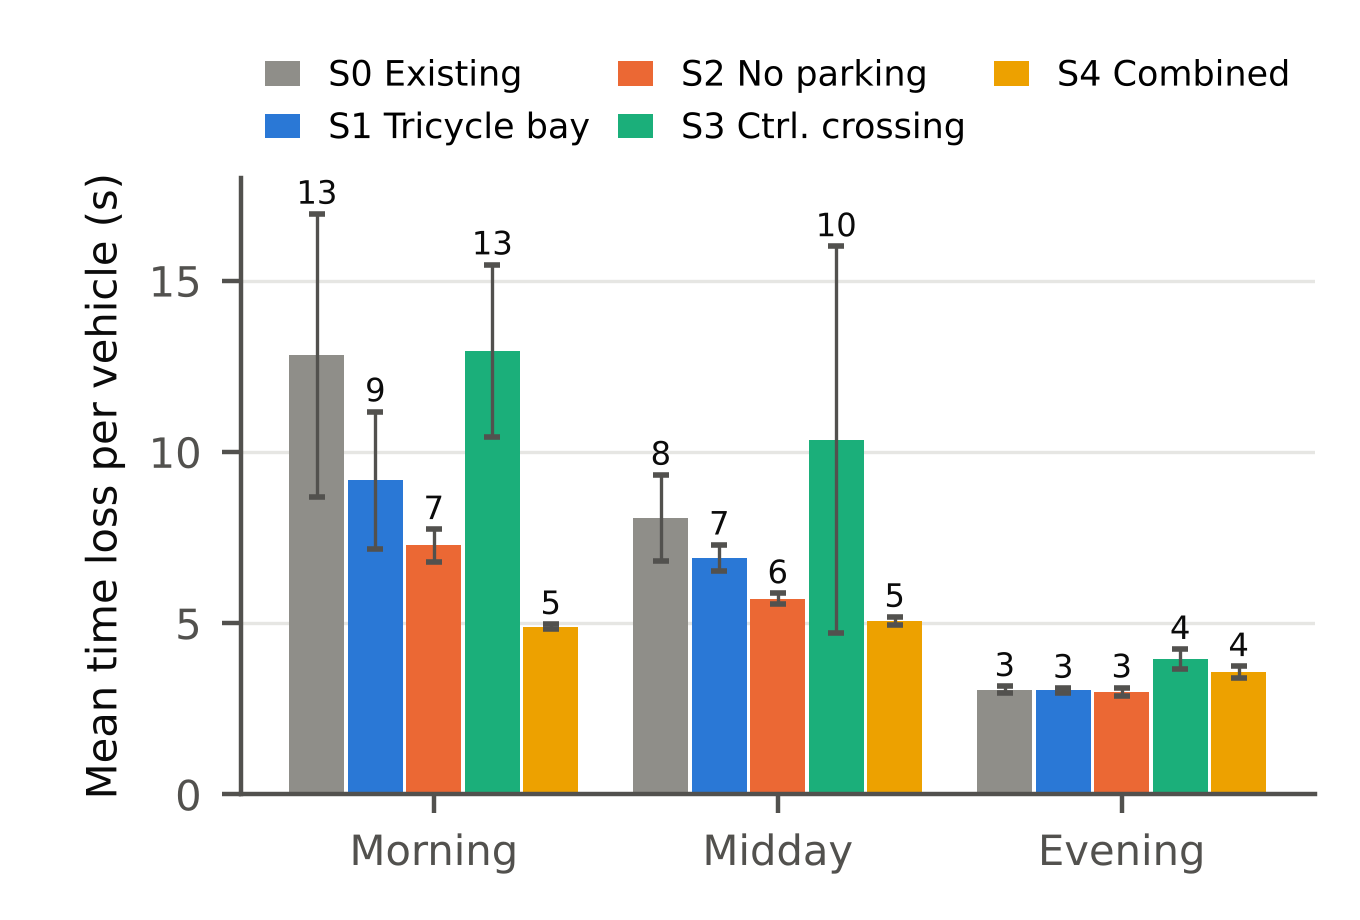 S0 Existing
S2 No parking
S4 Combined
S1 Tricycle bay
S3 Ctrl. crossing
Mean time loss per vehicle (s)
15
10
5
0
13
9
7
13
5
8
7
6
10
5
3
3
3
4
4
Morning
Midday
Evening